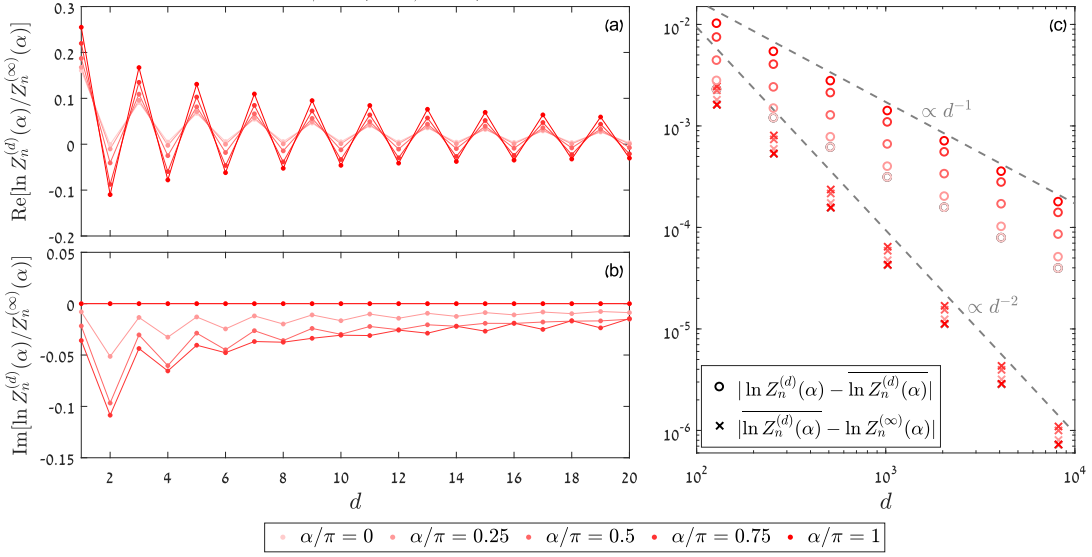 0.3
0.2
0.1
0
-0.1
-0.2
Re[ln Z_n^{(d)}(α)/Z_n^{(∞)}(α)]
(a)
0.05
0
-0.05
-0.1
-0.15
Im[ln Z_n^{(d)}(α)/Z_n^{(∞)}(α)]
(b)
2 4 6 8 10 12 14 16 18 20
d
10^{-2}
10^{-3}
10^{-4}
10^{-5}
10^{-6}
(c)
∝ d^{-1}
∝ d^{-2}
| ln Z_n^{(d)}(α) − \overline{ln Z_n^{(d)}(α)}|
|\overline{ln Z_n^{(d)}(α)} − ln Z_n^{(∞)}(α)|
10^2 10^3 10^4
d
α/π = 0 α/π = 0.25 α/π = 0.5 α/π = 0.75 α/π = 1